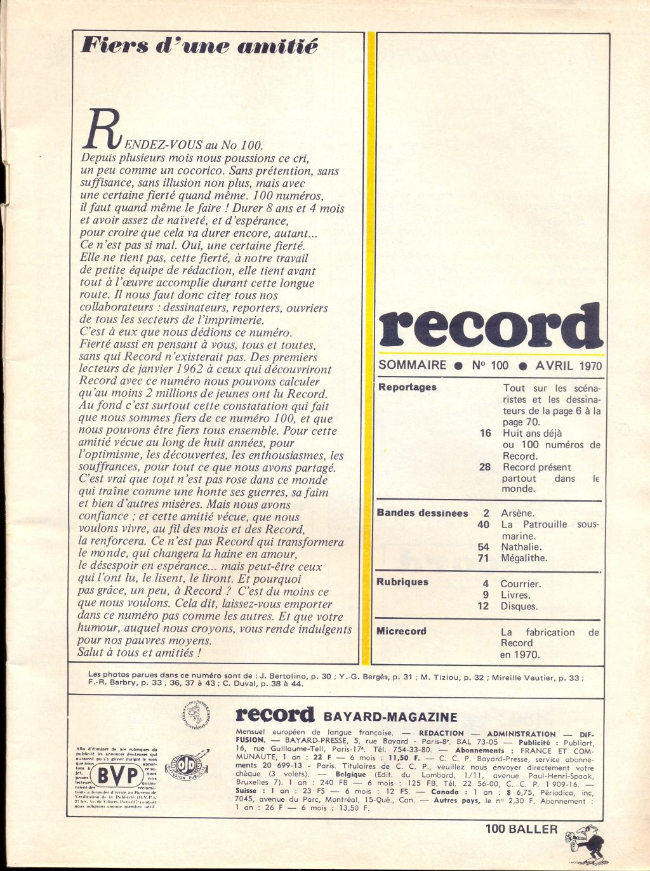 Fiers d'une amitié
RENDEZ-VOUS au No 100.
Depuis plusieurs mois nous poussions ce cri,
un peu comme un cocorico. Sans prétention, sans
suffisance, sans illusion non plus, mais avec
une certaine fierté quand même. 100 numéros,
il faut quand même le faire ! Durer 8 ans et 4 mois
et avoir assez de naïveté, et d'espérance,
pour croire que cela va durer encore, autant...
Ce n'est pas si mal. Oui, une certaine fierté.
Elle ne tient pas, cette fierté, à notre travail
de petite équipe de rédaction, elle tient avant
tout à l'œuvre accomplie durant cette longue
route. Il nous faut donc citer tous nos
collaborateurs : dessinateurs, reporters, ouvriers
de tous les secteurs de l'imprimerie.
C'est à eux que nous dédions ce numéro.
Fierté aussi en pensant à vous, tous et toutes,
sans qui Record n'existerait pas. Des premiers
lecteurs de janvier 1962 à ceux qui découvriront
Record avec ce numéro nous pouvons calculer
qu'au moins 2 millions de jeunes ont lu Record.
Au fond c'est surtout cette constatation qui fait
que nous sommes fiers de ce numéro 100, et que
nous pouvons être fiers tous ensemble. Pour cette
amitié vécue au long de huit années, pour
l'optimisme, les découvertes, les enthousiasmes, les
souffrances, pour tout ce que nous avons partagé.
C'est vrai que tout n'est pas rose dans ce monde
qui traîne comme une honte ses guerres, sa faim
et bien d'autres misères. Mais nous avons
confiance ; et cette amitié vécue, que nous
voulons vivre, au fil des mois et des Record,
la renforcera. Ce n'est pas Record qui transformera
le monde, qui changera la haine en amour,
le désespoir en espérance... mais peut-être ceux
qui l'ont lu, le lisent, le liront. Et pourquoi
pas grâce, un peu, à Record ? C'est du moins ce
que nous voulons. Cela dit, laissez-vous emporter
dans ce numéro pas comme les autres. Et que votre
humour, auquel nous croyons, vous rende indulgents
pour nos pauvres moyens.
Salut à tous et amitiés !
record
SOMMAIRE ● No 100 ● AVRIL 1970
Reportages Tout sur les scéna-
ristes et les dessina-
teurs de la page 6 à la
page 70.
16 Huit ans déjà
ou 100 numéros de
Record.
28 Record présent
partout dans le
monde.
Bandes dessinées 2 Arsène.
40 La Patrouille sous-
marine.
54 Nathalie.
71 Mégalithe.
Rubriques 4 Courrier.
9 Livres.
12 Disques.
Micrecord La fabrication de
Record
en 1970.
Les photos parues dans ce numéro sont de : J. Bertolino, p. 30 ; Y.-G. Bergès, p. 31 ; M. Tiziou, p. 32 ; Mireille Vautier, p. 33 ;
F.-R. Barbry, p. 33, 36, 37 à 43 ; C. Duval, p. 38 à 44.
record BAYARD-MAGAZINE
Mensuel européen de langue française. — REDACTION — ADMINISTRATION — DIF-
FUSION. — BAYARD-PRESSE, 5, rue Bayard - Paris-8e, BAL 73-05 — Publicité : Publiart,
16, rue Guillaume-Tell, Paris-17e. Tél. 754-33-80. — Abonnements : FRANCE ET COM-
MUNAUTE, 1 an : 22 F — 6 mois : 11,50 F. — C. C. P. Bayard-Presse, service abonne-
ments 20 699-13 - Paris. Titulaires de C. C. P., veuillez nous envoyer directement votre
chèque (3 volets). — Belgique (Edit. du Lombard, 1/11, avenue Paul-Henri-Spaak,
Bruxelles 7). 1 an : 240 FB — 6 mois : 125 FB. Tél. 22 56-00, C. C. P. 1 909-16. —
Suisse : 1 an : 23 FS — 6 mois : 12 FS. — Canada : 1 an : $ 6,75, Périodica, inc,
7045, avenue du Parc, Montréal, 15-Qué., Can. — Autres pays, le no 2,30 F. Abonnement :
1 an : 26 F — 6 mois : 13,50 F.
BVP
100 BALLER